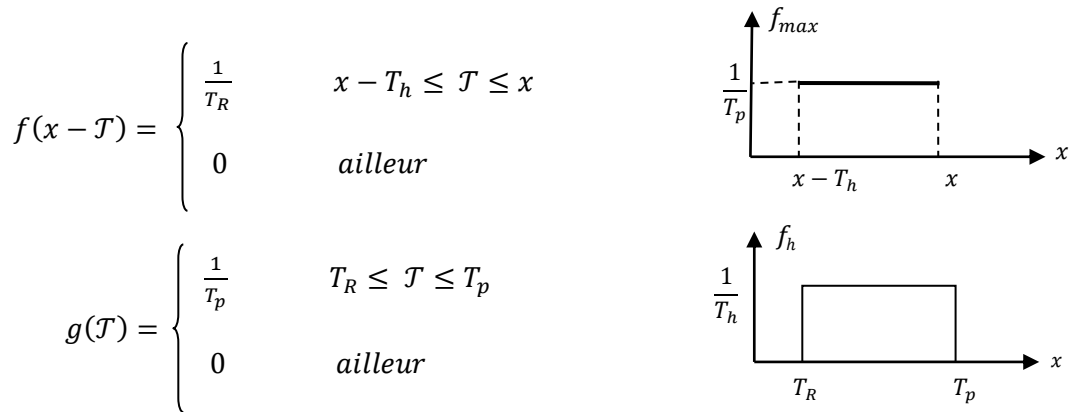 f(x − 𝒯) = { 1/T_R    x − T_h ≤ 𝒯 ≤ x
0    ailleur
f_max
1/T_p
x − T_h    x    x
g(𝒯) = { 1/T_p    T_R ≤ 𝒯 ≤ T_p
0    ailleur
f_h
1/T_h
T_R    T_p    x